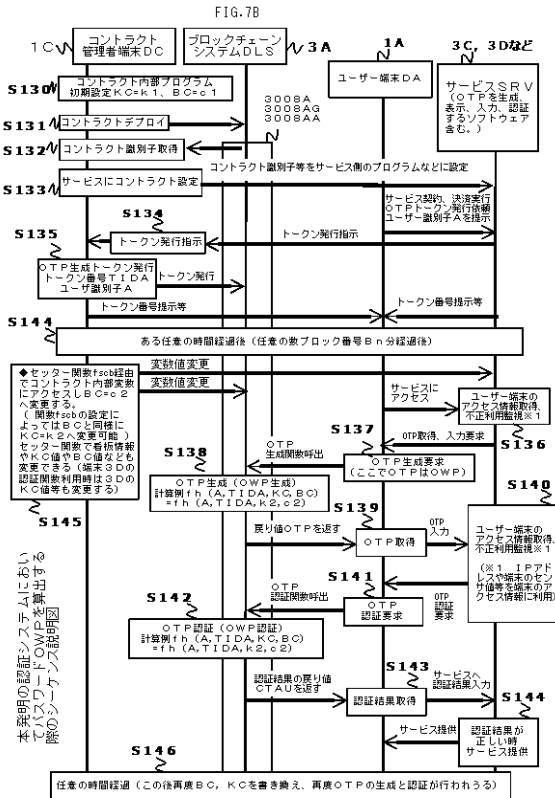 FIG.7B
1C
コントラクト
管理者端末DC
ブロックチェーン
システムDLS
3A
1A
ユーザー端末DA
3C, 3Dなど
サービスSRV
(OTPを生成、
表示、入力、認証
するソフトウェア
含む。)
S130
コントラクト内部プログラム
初期設定KC=k1、BC=c1
3008A
3008AG
3008AA
S131
コントラクトデプロイ
S132
コントラクト識別子取得
コントラクト識別子等をサービス側のプログラムなどに設定
S133
サービスにコントラクト設定
サービス契約、決済実行
OTPトークン発行依頼
ユーザー識別子Aを提示
S134
トークン発行指示
トークン発行指示
S135
OTP生成トークン発行
トークン番号TIDA
ユーザ識別子A
トークン発行
トークン番号提示等
トークン番号提示等
S144
ある任意の時間経過後(任意の数ブロック番号Bn分経過後)
◆セッター関数fscb経由
でコントラクト内部変数
にアクセスしBC=c2
へ変更する。
(関数fscbの設定に
よってはBCと同様に
KC=k2へ変更可能)
セッター関数で看板情報
やKC値やBC値なども
変更できる(端末3Dの
認証関数利用時は3Dの
KC値等も変更する)
変数値変更
変数値変更
S145
サービスに
アクセス
ユーザー端末の
アクセス情報取得、
不正利用監視※1
S136
OTP取得、入力要求
S137
OTP生成要求
(ここでOTPはOWP)
OTP
生成関数呼出
S138
OTP生成(OWP生成)
計算例fh(A,TIDA,KC,BC)
=fh(A,TIDA,k2,c2)
S139
戻り値OTPを返す
OTP取得
OTP
入力
S140
ユーザー端末の
アクセス情報取得、
不正利用監視※1
(※1 IPアド
レスや端末のセン
サ値等を端末のア
クセス情報に利用)
S141
OTP
認証要求
OTP
認証
要求
OTP
認証関数呼出
S142
OTP認証(OWP認証)
計算例fh(A,TIDA,KC,BC)
=fh(A,TIDA,k2,c2)
S143
認証結果の戻り値
CTAUを返す
認証結果取得
サービスへ
認証結果入力
S144
認証結果が
正しい時
サービス提供
サービス提供
S146
任意の時間経過(この後再度BC, KCを書き換え、再度OTPの生成と認証が行われうる)
本発明の認証システムにおい
てパスワードOWPを算出する
際のシーケンス説明図